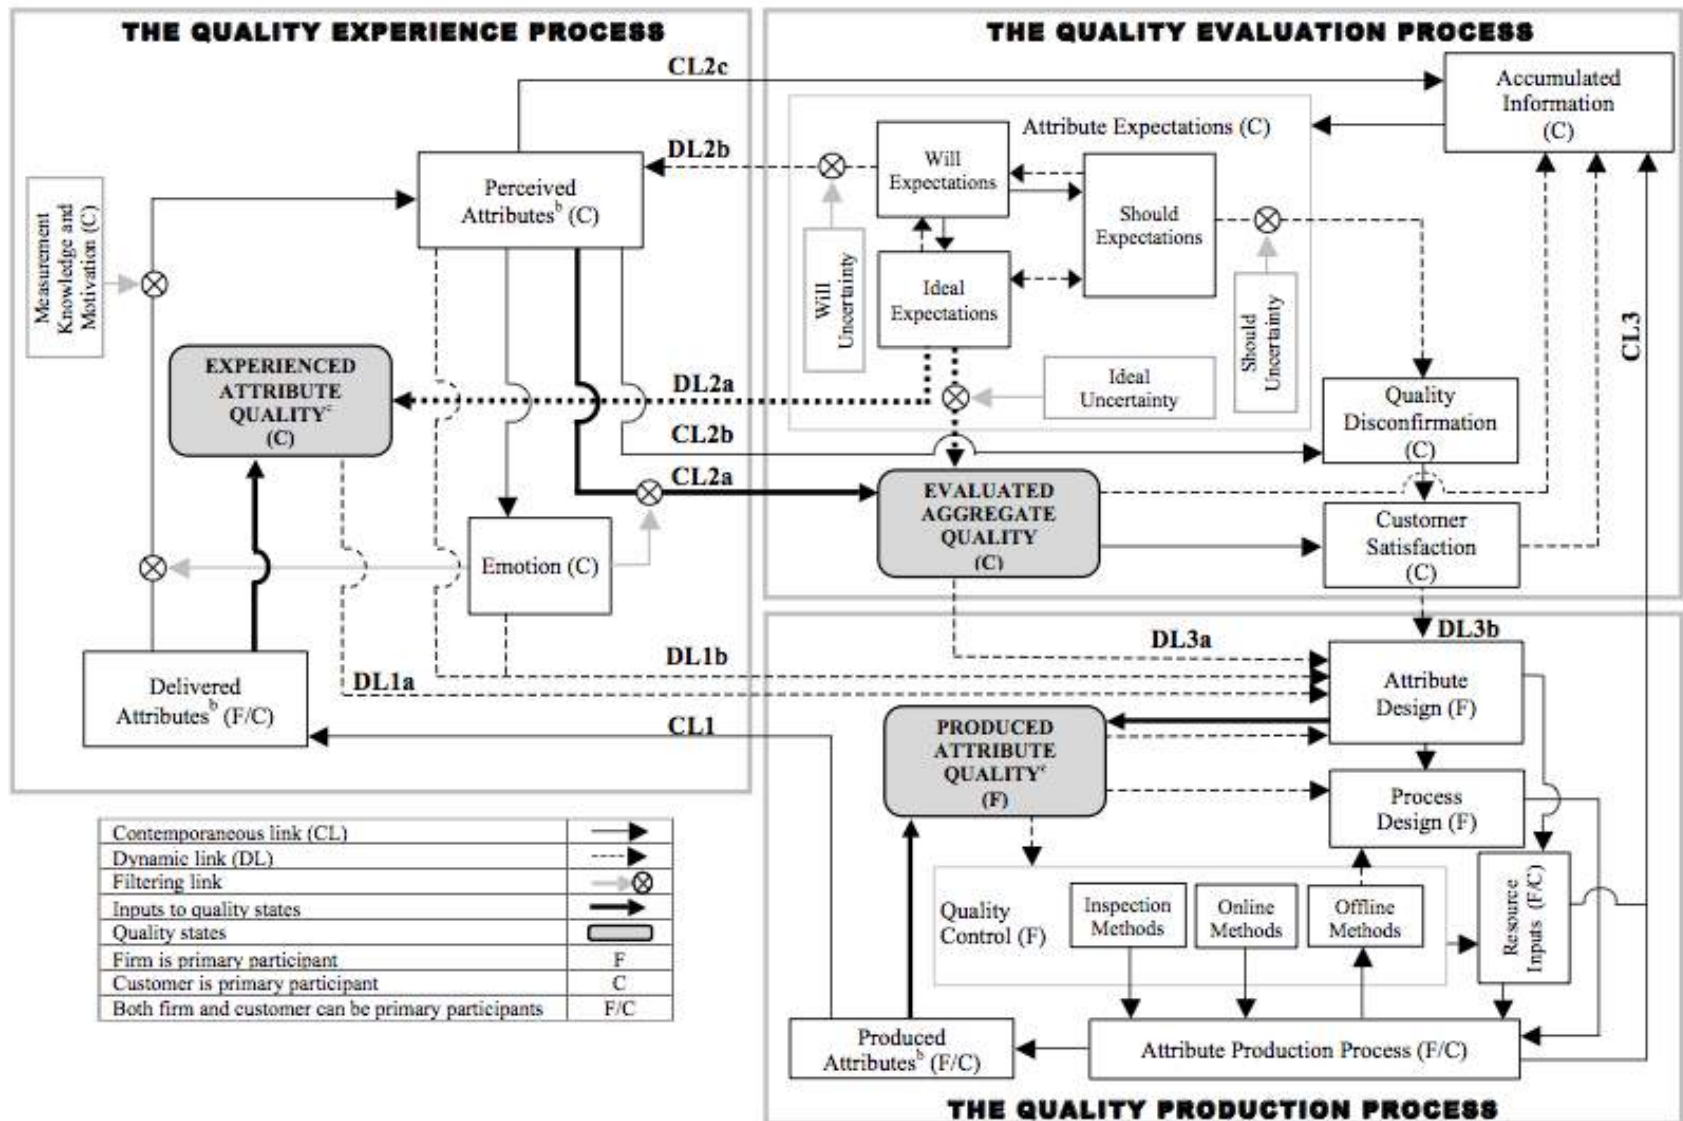 THE QUALITY EXPERIENCE PROCESS
CL2c
DL2b
Perceived
Attributesᵇ (C)
Measurement
Knowledge and
Motivation (C)
EXPERIENCED
ATTRIBUTE
QUALITYᶜ
(C)
DL2a
CL2b
CL2a
Emotion (C)
Delivered
Attributesᵇ (F/C)
DL1a
DL1b
CL1
THE QUALITY EVALUATION PROCESS
Accumulated
Information
(C)
Attribute Expectations (C)
Will
Expectations
Should
Expectations
Ideal
Expectations
Will
Uncertainty
Should
Uncertainty
Ideal
Uncertainty
CL3
Quality
Disconfirmation
(C)
EVALUATED
AGGREGATE
QUALITY
(C)
Customer
Satisfaction
(C)
DL3a
DL3b
Attribute
Design (F)
PRODUCED
ATTRIBUTE
QUALITYᶜ
(F)
Process
Design (F)
Quality
Control (F)
Inspection
Methods
Online
Methods
Offline
Methods
Resource
Inputs (F/C)
Produced
Attributesᵇ (F/C)
Attribute Production Process (F/C)
THE QUALITY PRODUCTION PROCESS
Contemporaneous link (CL)
Dynamic link (DL)
Filtering link
Inputs to quality states
Quality states
Firm is primary participant F
Customer is primary participant C
Both firm and customer can be primary participants F/C